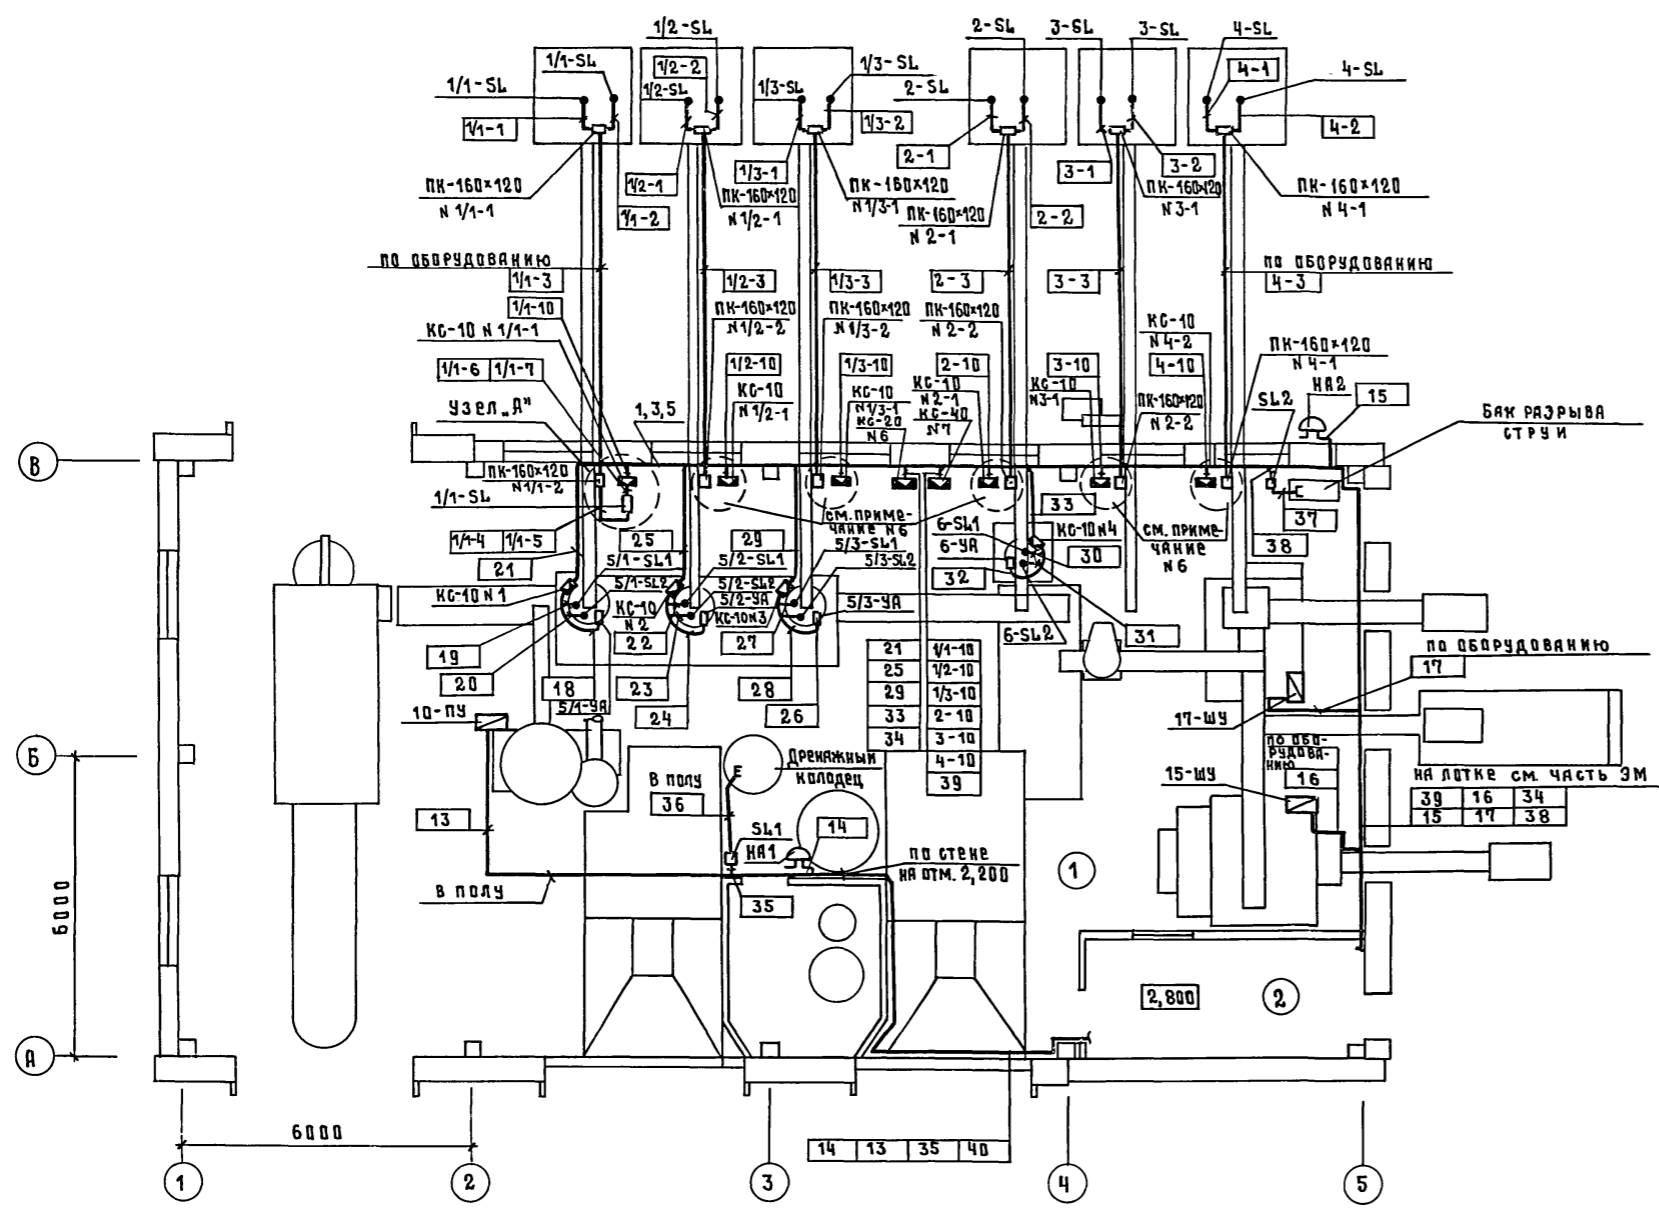 1/2-SL
2-SL
3-SL
3-SL
4-SL
1/1-SL
1/2-2
1/3-SL
4-1
4-SL
1/1-SL
1/2-SL
1/3-SL
2-SL
1/1-1
1/3-2
4-2
2-1
3-2
1/3-1
3-1
1/2-1
ПК-160×120
N 1/1-1
ПК-160×120
N 1/2-1
ПК-160×120
N 1/3-1
ПК-160×120
N 3-1
ПК-160×120
N 4-1
1/1-2
ПК-160×120
N 2-1
2-2
ПО ОБОРУДОВАНИЮ
ПО ОБОРУДОВАНИЮ
1/1-3
1/2-3
1/3-3
2-3
3-3
4-3
1/1-10
ПК-160×120
N 1/2-2
ПК-160×120
N 1/3-2
ПК-160×120
N 2-2
КС-10
N 4-2
КС-10 N 1/1-1
ПК-160×120
N 4-1
1/1-6 1/1-7
1/2-10
1/3-10
2-10
3-10
4-10
НА2
15
УЗЕЛ „А"
1,3,5
КС-10
N 1/2-1
КС-10
N 1/3-1
КС-10
N 2-1
КС-10
N 3-1
ПК-160×120
N 2-2
SL2
БАК РАЗРЫВА
СТРУИ
КС-20
N6
КС-40
N7
В
ПК-160×120
N 1/1-2
1/1-SL
СМ. ПРИМЕ-
ЧАНИЕ N6
33
СМ. ПРИМЕ-
ЧАНИЕ
N6
37
38
1/1-4 1/1-5
25
29
6-SL1
КС-10 N4
21
5/1-SL1
5/2-SL1
5/3-SL1
6-УА
30
5/3-SL2
32
КС-10 N1
5/1-SL2
5/2-SL2
КС-10
N2
5/2-УА
КС-10 N3
5/3-УА
22
27
6-SL2
31
19
20
18
23
28
5/1-УА
24
26
21 1/1-10
25 1/2-10
29 1/3-10
33 2-10
34 3-10
4-10
39
ПО ОБОРУДОВАНИЮ
17
10-ПУ
17-ШУ
Б
ДРЕНАЖНЫЙ
КОЛОДЕЦ
В ПОЛУ
36
ПО ОБО-
РУДОВА-
НИЮ
16
15-ШУ
НА ЛОТКЕ СМ. ЧАСТЬ ЭМ
39 16 34
15 17 38
13
SL1
НА1
14
ПО СТЕНЕ
НА ОТМ. 2,200
1
В ПОЛУ
35
6000
2,800
2
А
6000
14 13 35 40
1
2
3
4
5